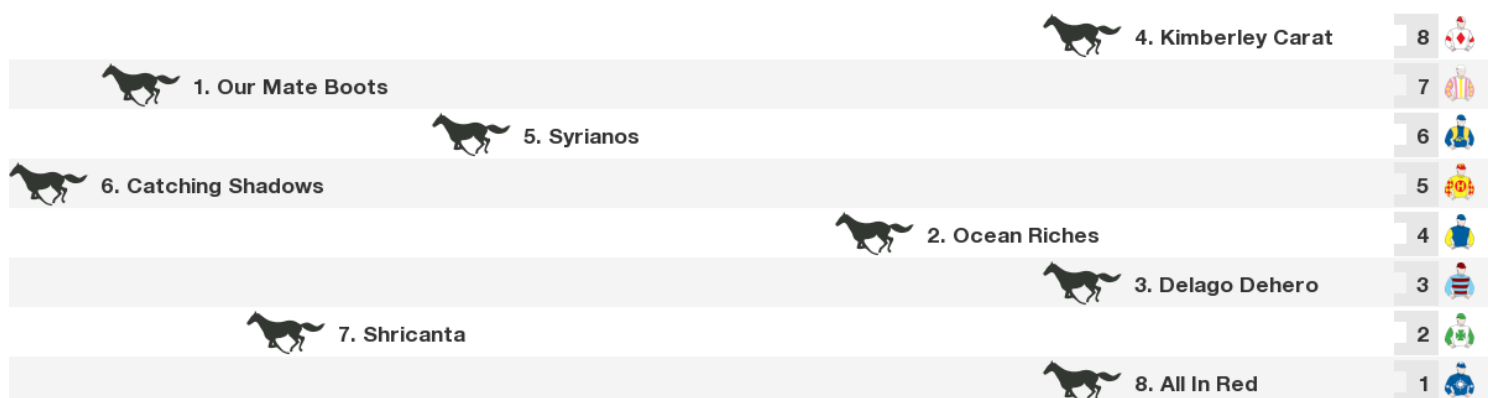 4. Kimberley Carat 8
1. Our Mate Boots 7
5. Syrianos 6
6. Catching Shadows 5
H
2. Ocean Riches 4
3. Delago Dehero 3
7. Shricanta 2
8. All In Red 1